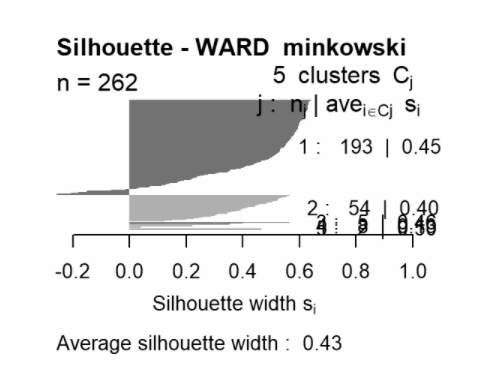 Silhouette - WARD minkowski
n = 262
5 clusters Cj
j : nj | avei∈Cj si
1 : 193 | 0.45
2 : 54 | 0.40
-0.2 0.0 0.2 0.4 0.6 0.8 1.0
Silhouette width si
Average silhouette width : 0.43